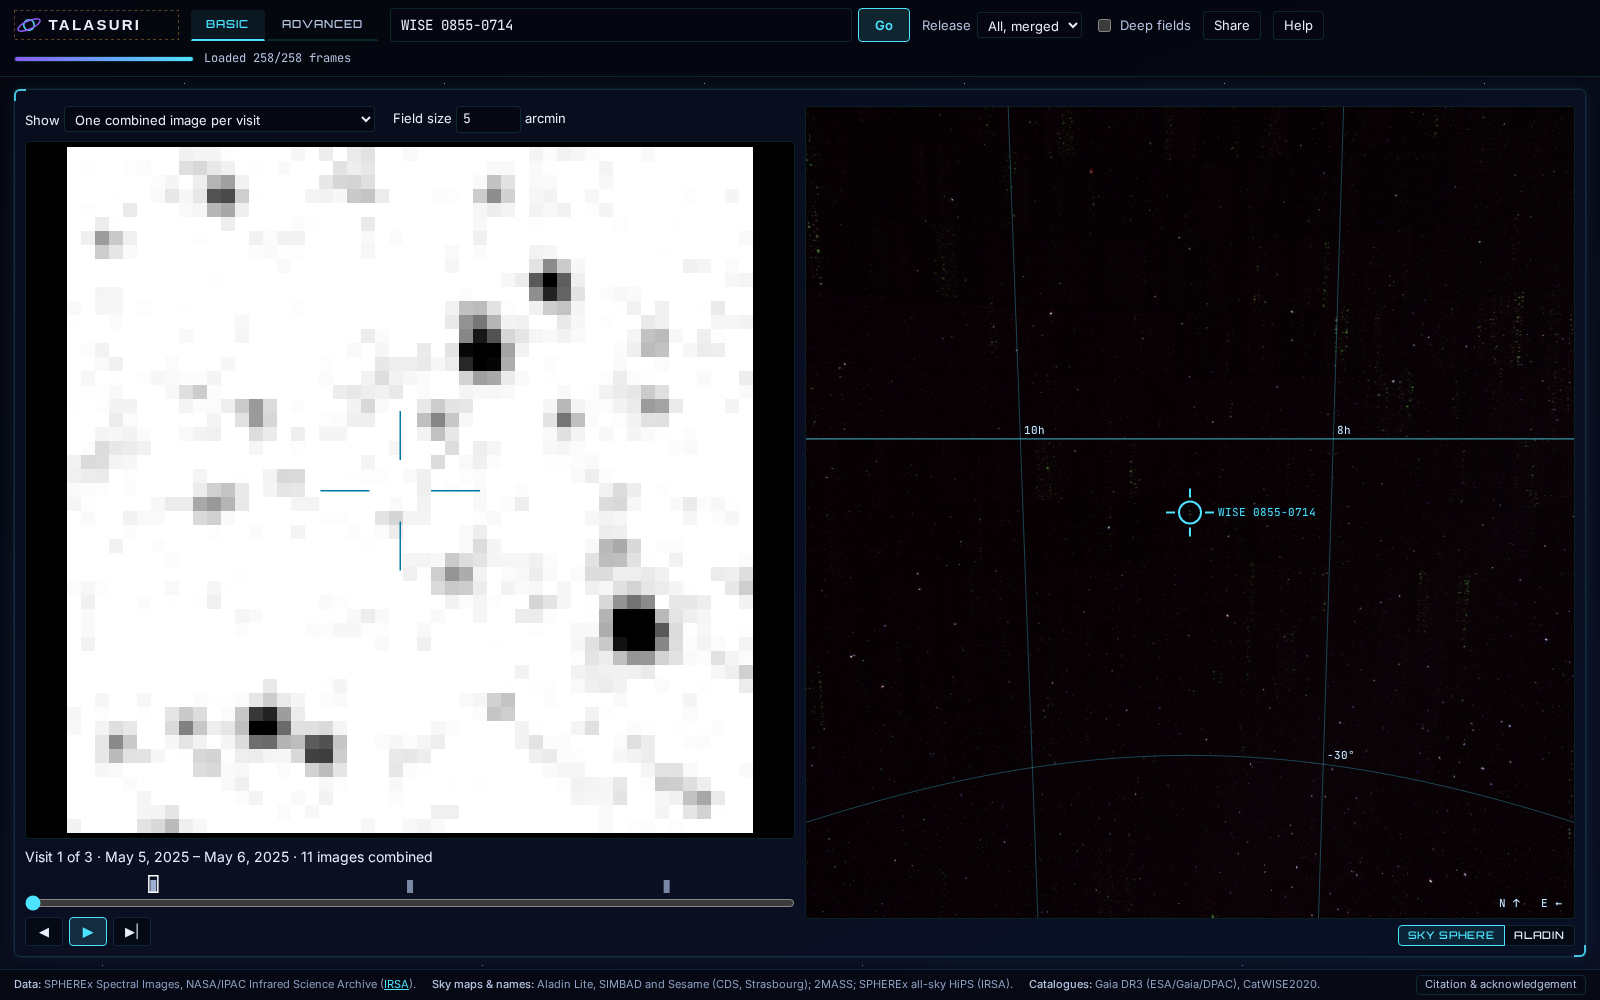 TALASURI
BASIC
ADVANCED
WISE 0855-0714
Go
Release
All, merged
Deep fields
Share
Help
Loaded 258/258 frames
Show
One combined image per visit
Field size
5
arcmin
10h
8h
WISE 0855-0714
-30°
N ↑ E ←
Visit 1 of 3 · May 5, 2025 – May 6, 2025 · 11 images combined
SKY SPHERE
ALADIN
Data: SPHEREx Spectral Images, NASA/IPAC Infrared Science Archive (IRSA).
Sky maps & names: Aladin Lite, SIMBAD and Sesame (CDS, Strasbourg); 2MASS; SPHEREx all-sky HiPS (IRSA).
Catalogues: Gaia DR3 (ESA/Gaia/DPAC), CatWISE2020.
Citation & acknowledgement